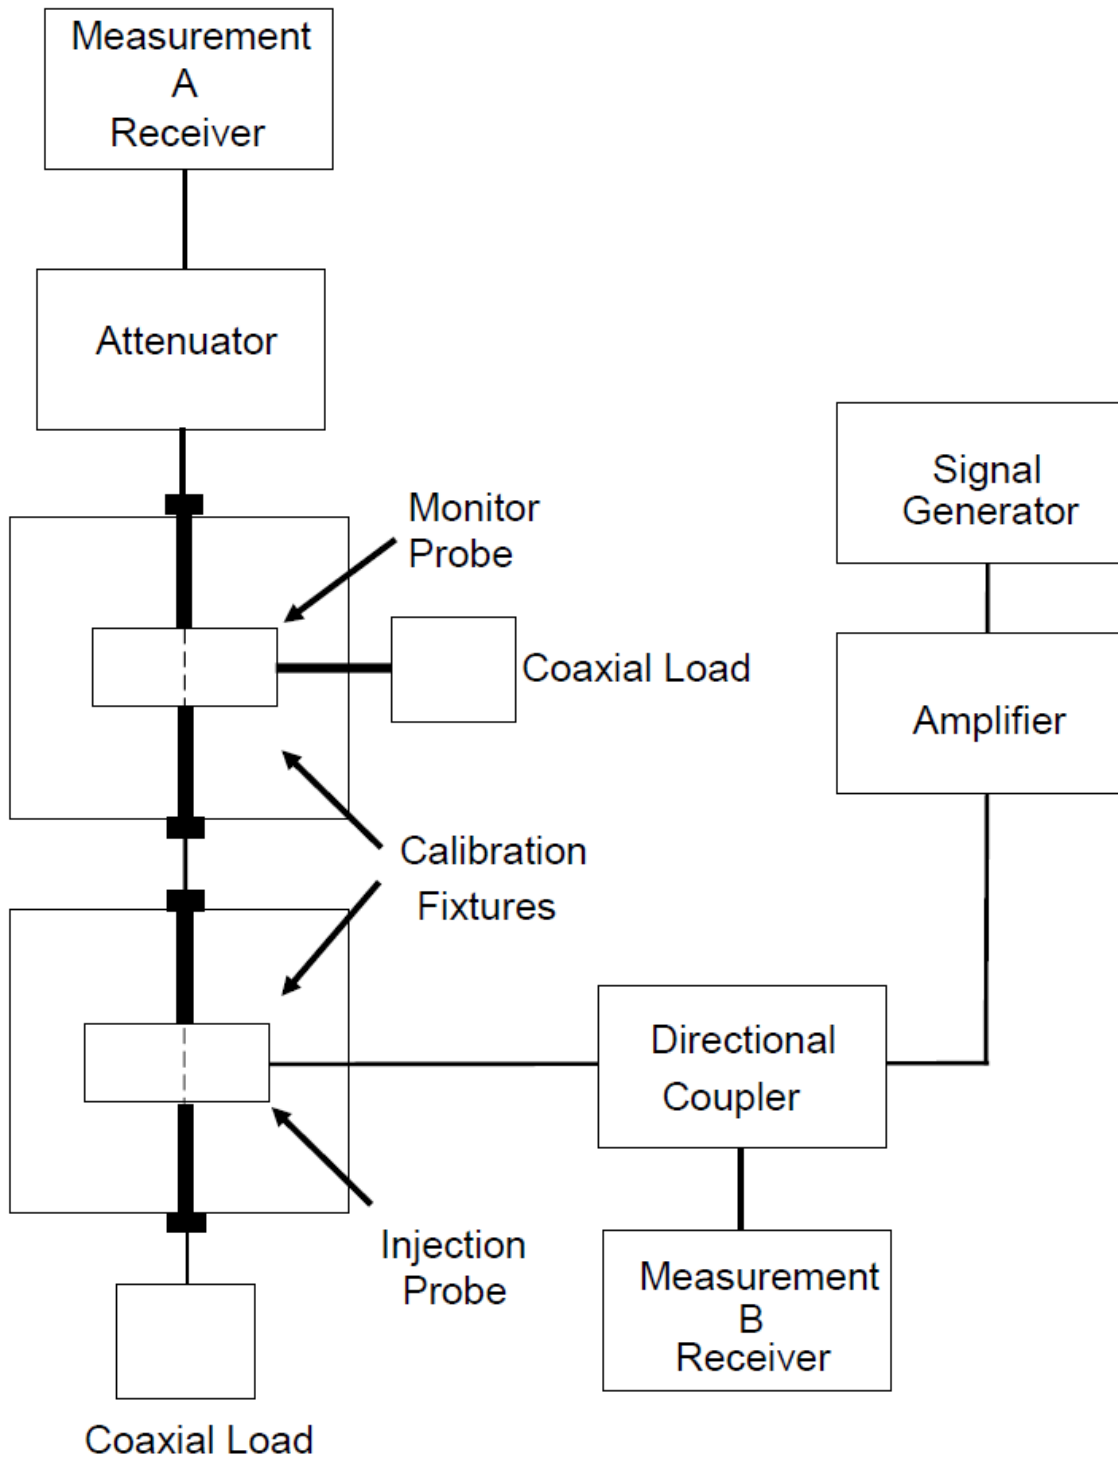 Measurement
A
Receiver
Attenuator
Monitor
Probe
Signal
Generator
Coaxial Load
Amplifier
Calibration
Fixtures
Directional
Coupler
Injection
Probe
Measurement
B
Receiver
Coaxial Load